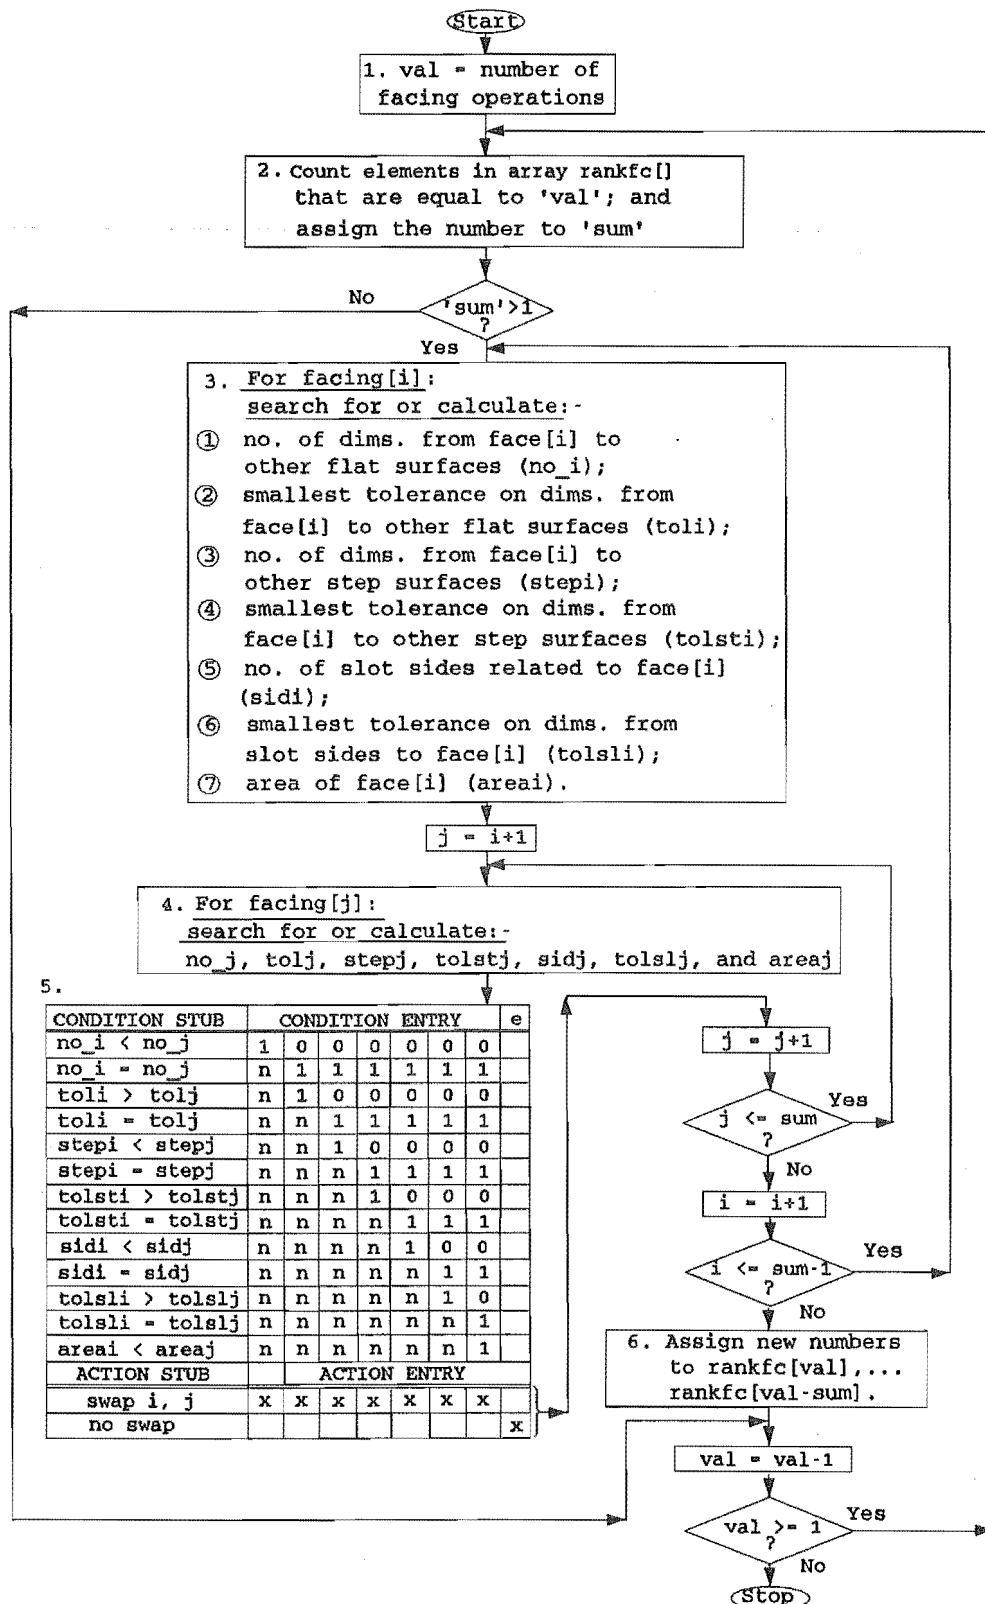 Start
1. val = number of
facing operations
2. Count elements in array rankfc[]
that are equal to 'val'; and
assign the number to 'sum'
'sum'>1
?
No
Yes
3. For facing[i]:
search for or calculate:-
① no. of dims. from face[i] to
other flat surfaces (no_i);
② smallest tolerance on dims. from
face[i] to other flat surfaces (toli);
③ no. of dims. from face[i] to
other step surfaces (stepi);
④ smallest tolerance on dims. from
face[i] to other step surfaces (tolsti);
⑤ no. of slot sides related to face[i]
(sidi);
⑥ smallest tolerance on dims. from
slot sides to face[i] (tolsli);
⑦ area of face[i] (areai).
j = i+1
4. For facing[j]:
search for or calculate:-
no_j, tolj, stepj, tolstj, sidj, tolslj, and areaj
5.
CONDITION STUB CONDITION ENTRY e
no_i < no_j 1 0 0 0 0 0 0
no_i = no_j n 1 1 1 1 1 1
toli > tolj n 1 0 0 0 0 0
toli = tolj n n 1 1 1 1 1
stepi < stepj n n 1 0 0 0 0
stepi = stepj n n n 1 1 1 1
tolsti > tolstj n n n 1 0 0 0
tolsti = tolstj n n n n 1 1 1
sidi < sidj n n n n 1 0 0
sidi = sidj n n n n n 1 1
tolsli > tolslj n n n n n 1 0
tolsli = tolslj n n n n n n 1
areai < areaj n n n n n n 1
ACTION STUB ACTION ENTRY
swap i, j x x x x x x x
no swap x
j = j+1
j <= sum
?
Yes
No
i = i+1
i <= sum-1
?
Yes
No
6. Assign new numbers
to rankfc[val],...
rankfc[val-sum].
val = val-1
val >= 1
?
Yes
No
Stop